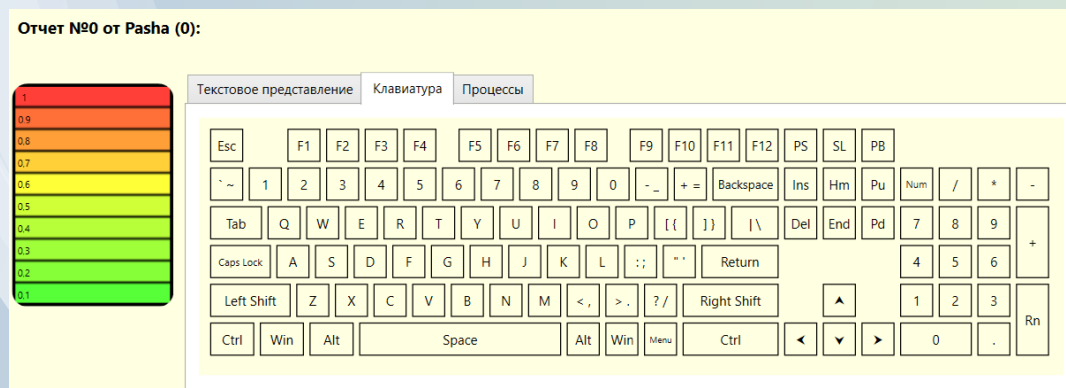 Отчет №0 от Pasha (0):
Текстовое представление Клавиатура Процессы
1
0,9
0,8
0,7
0,6
0,5
0,4
0,3
0,2
0,1
Esc F1 F2 F3 F4 F5 F6 F7 F8 F9 F10 F11 F12 PS SL PB
` ~ 1 2 3 4 5 6 7 8 9 0 - _ + = Backspace Ins Hm Pu Num / * -
Tab Q W E R T Y U I O P [ { ] } | \ Del End Pd 7 8 9 +
Caps Lock A S D F G H J K L : ; " ' Return 4 5 6
Left Shift Z X C V B N M < , > . ? / Right Shift ⮝ 1 2 3 Rn
Ctrl Win Alt Space Alt Win Menu Ctrl ⮜ ⮟ ⮞ 0 .